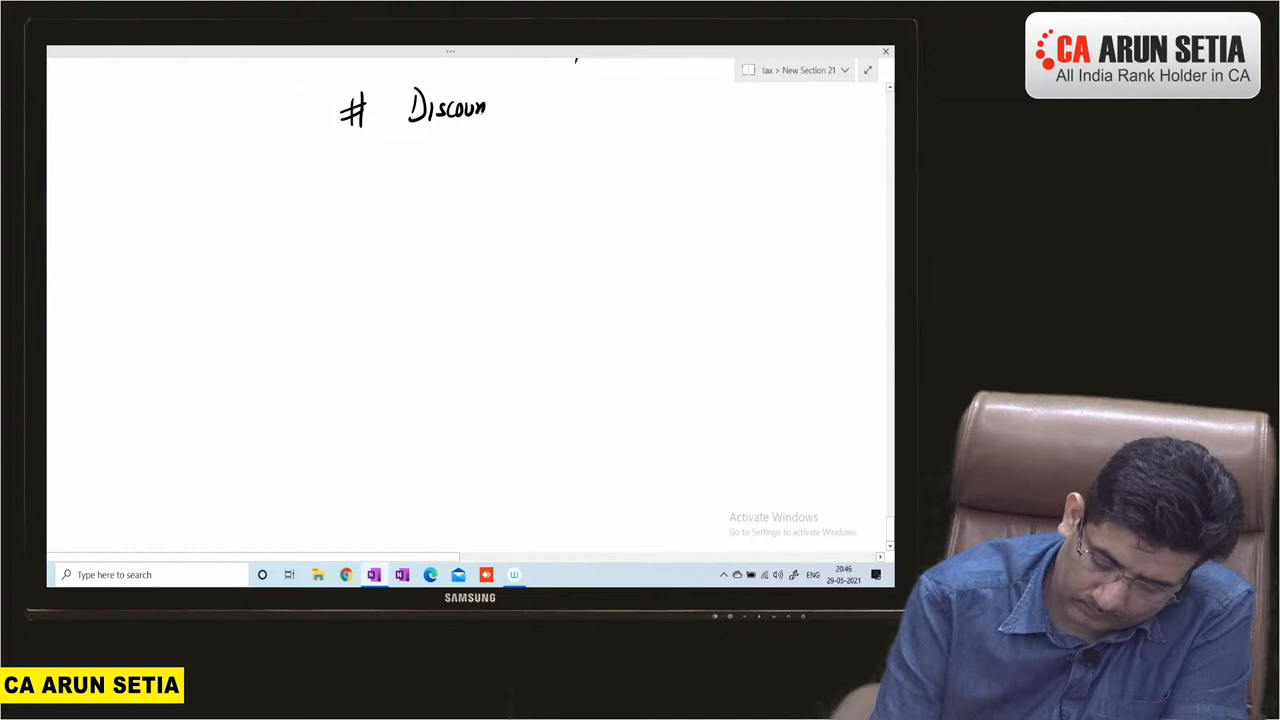 CA ARUN SETIA
All India Rank Holder in CA
tax > New Section 21
# Discoun
Activate Windows
Go to Settings to activate Windows.
Type here to search
ENG
20:46
29-05-2021
SAMSUNG
CA ARUN SETIA